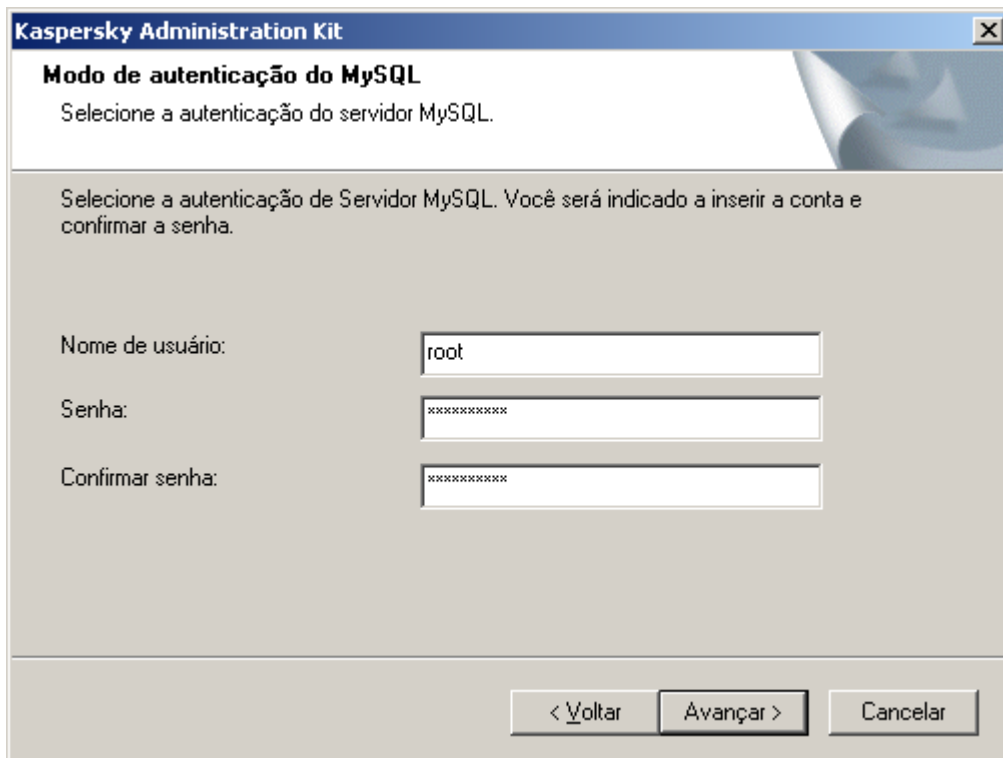 Kaspersky Administration Kit
Modo de autenticação do MySQL
Selecione a autenticação do servidor MySQL.
Selecione a autenticação de Servidor MySQL. Você será indicado a inserir a conta e
confirmar a senha.
Nome de usuário:
root
Senha:
**********
Confirmar senha:
**********
< Voltar
Avançar >
Cancelar